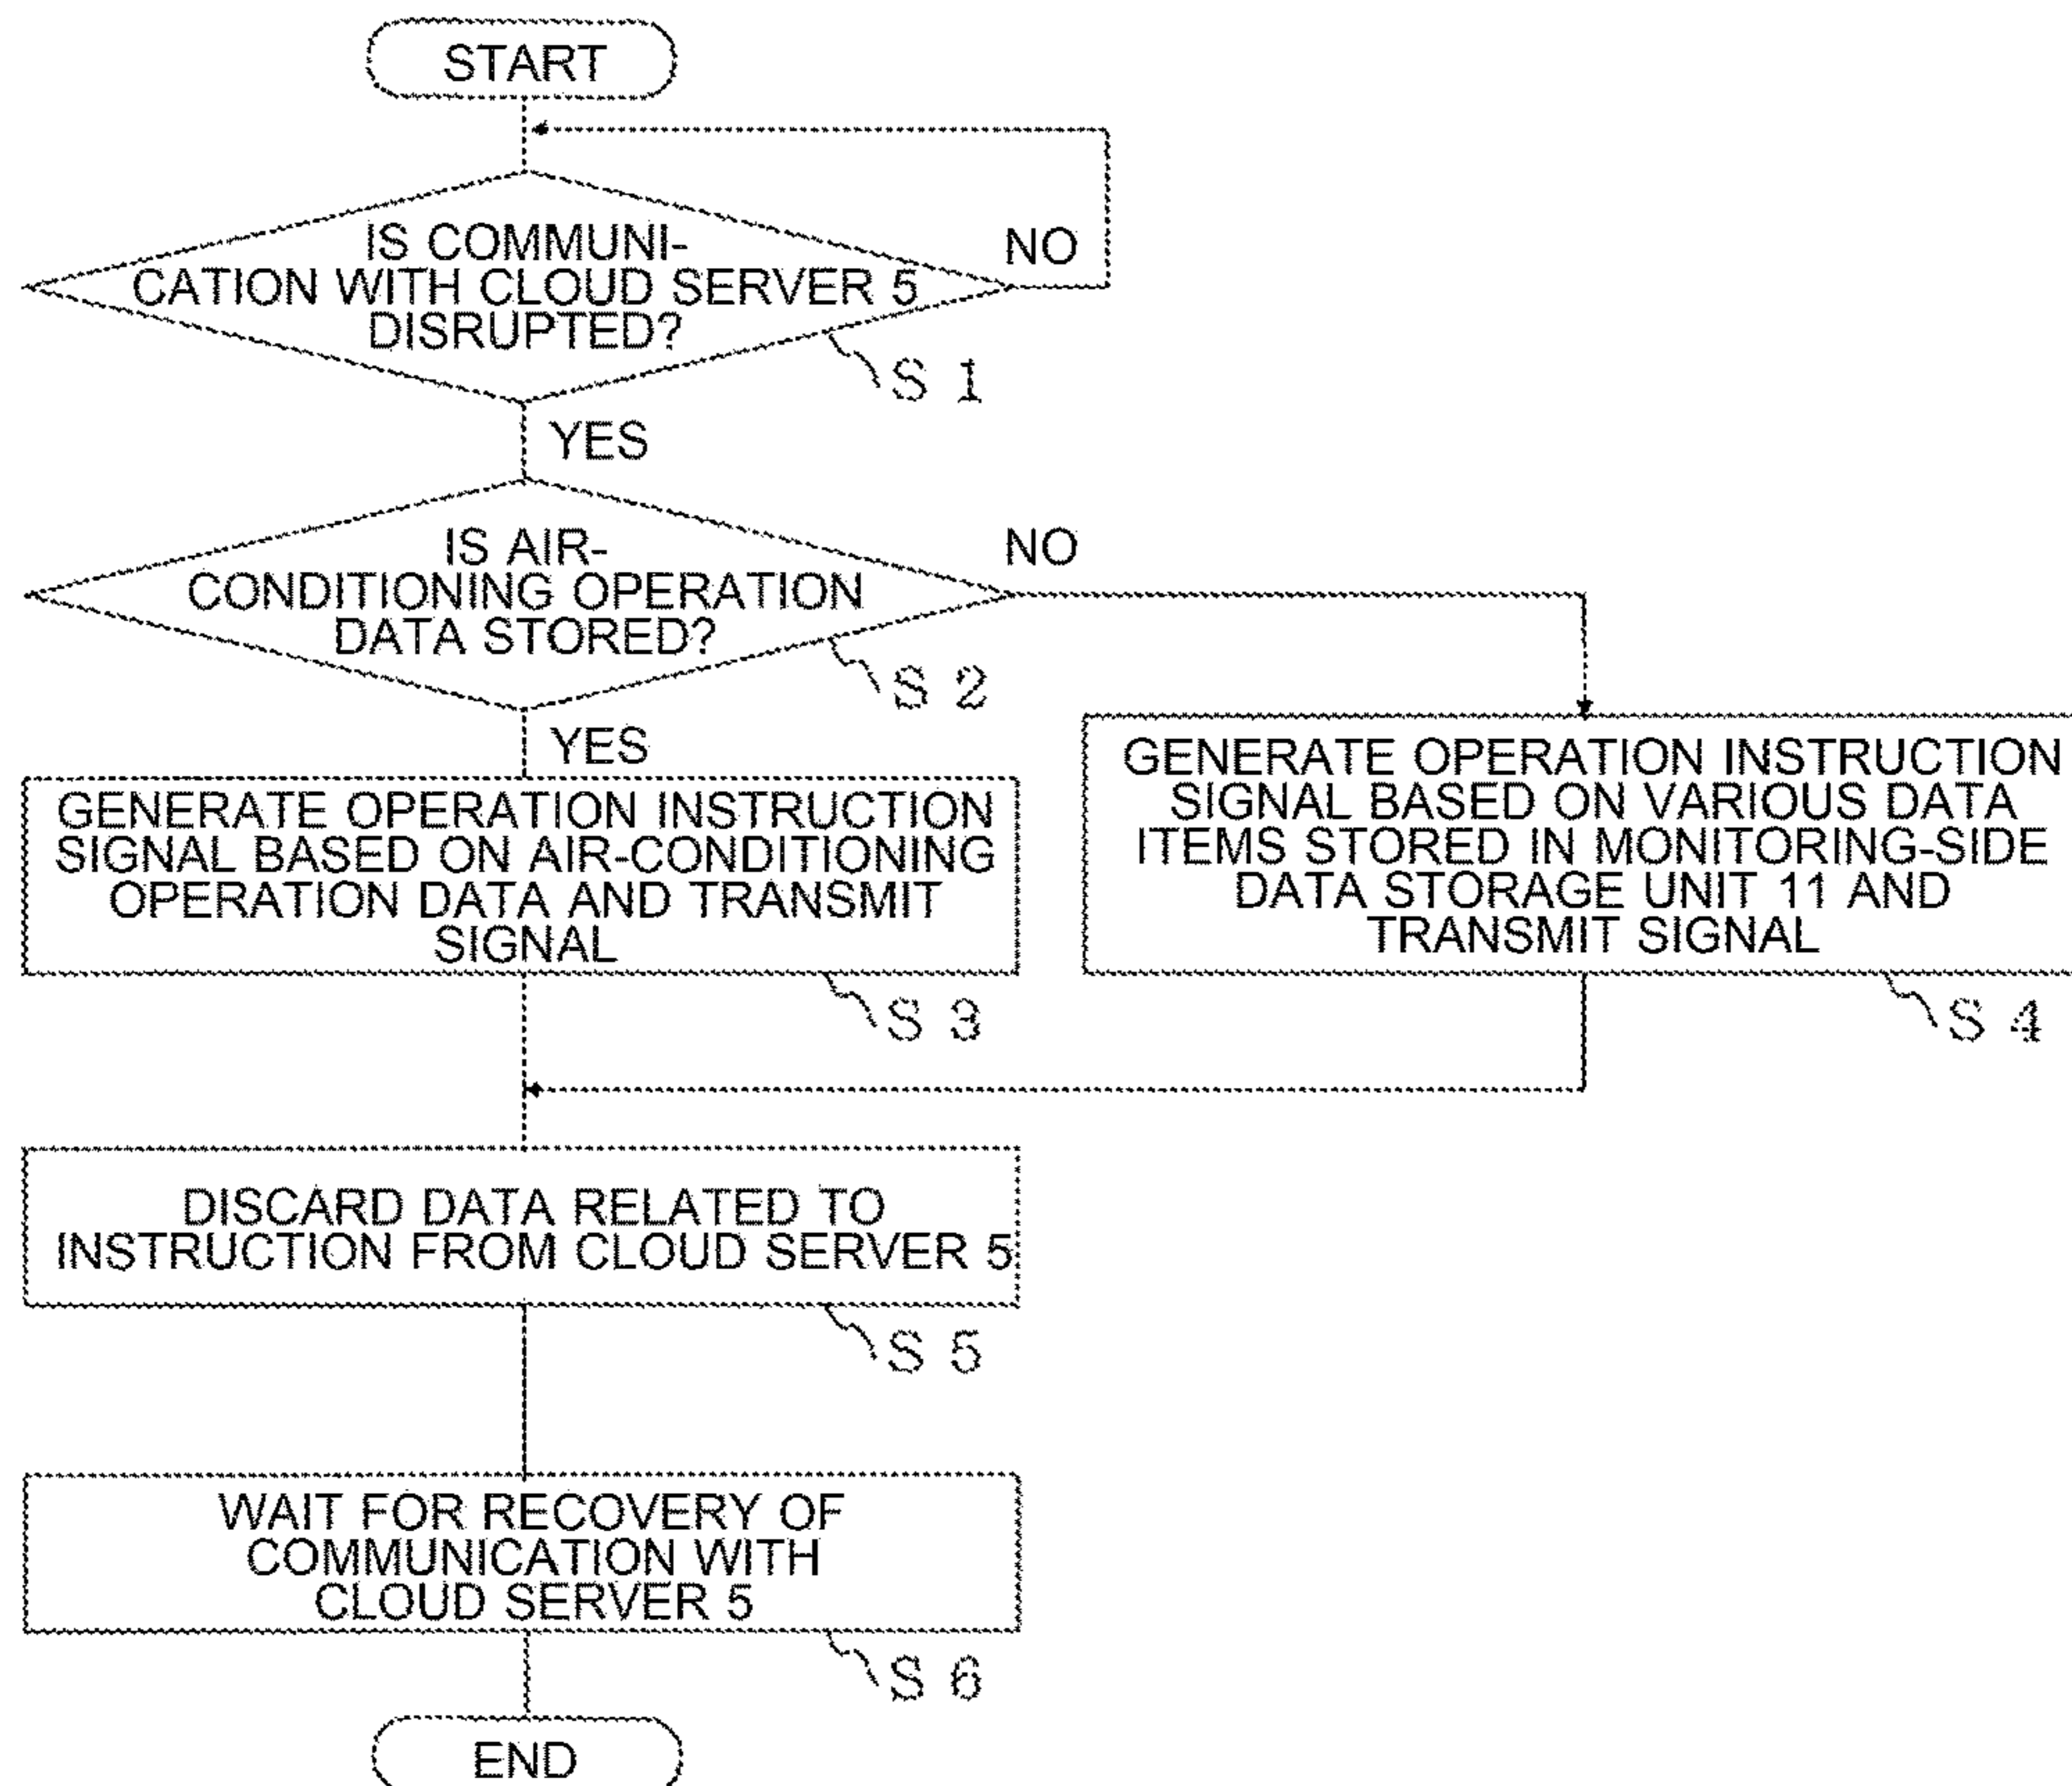 START
IS COMMUNI-
CATION WITH CLOUD SERVER 5
DISRUPTED?
NO
S 1
YES
IS AIR-
CONDITIONING OPERATION
DATA STORED?
NO
S 2
YES
GENERATE OPERATION INSTRUCTION
SIGNAL BASED ON AIR-CONDITIONING
OPERATION DATA AND TRANSMIT
SIGNAL
S 3
GENERATE OPERATION INSTRUCTION
SIGNAL BASED ON VARIOUS DATA
ITEMS STORED IN MONITORING-SIDE
DATA STORAGE UNIT 11 AND
TRANSMIT SIGNAL
S 4
DISCARD DATA RELATED TO
INSTRUCTION FROM CLOUD SERVER 5
S 5
WAIT FOR RECOVERY OF
COMMUNICATION WITH
CLOUD SERVER 5
S 6
END